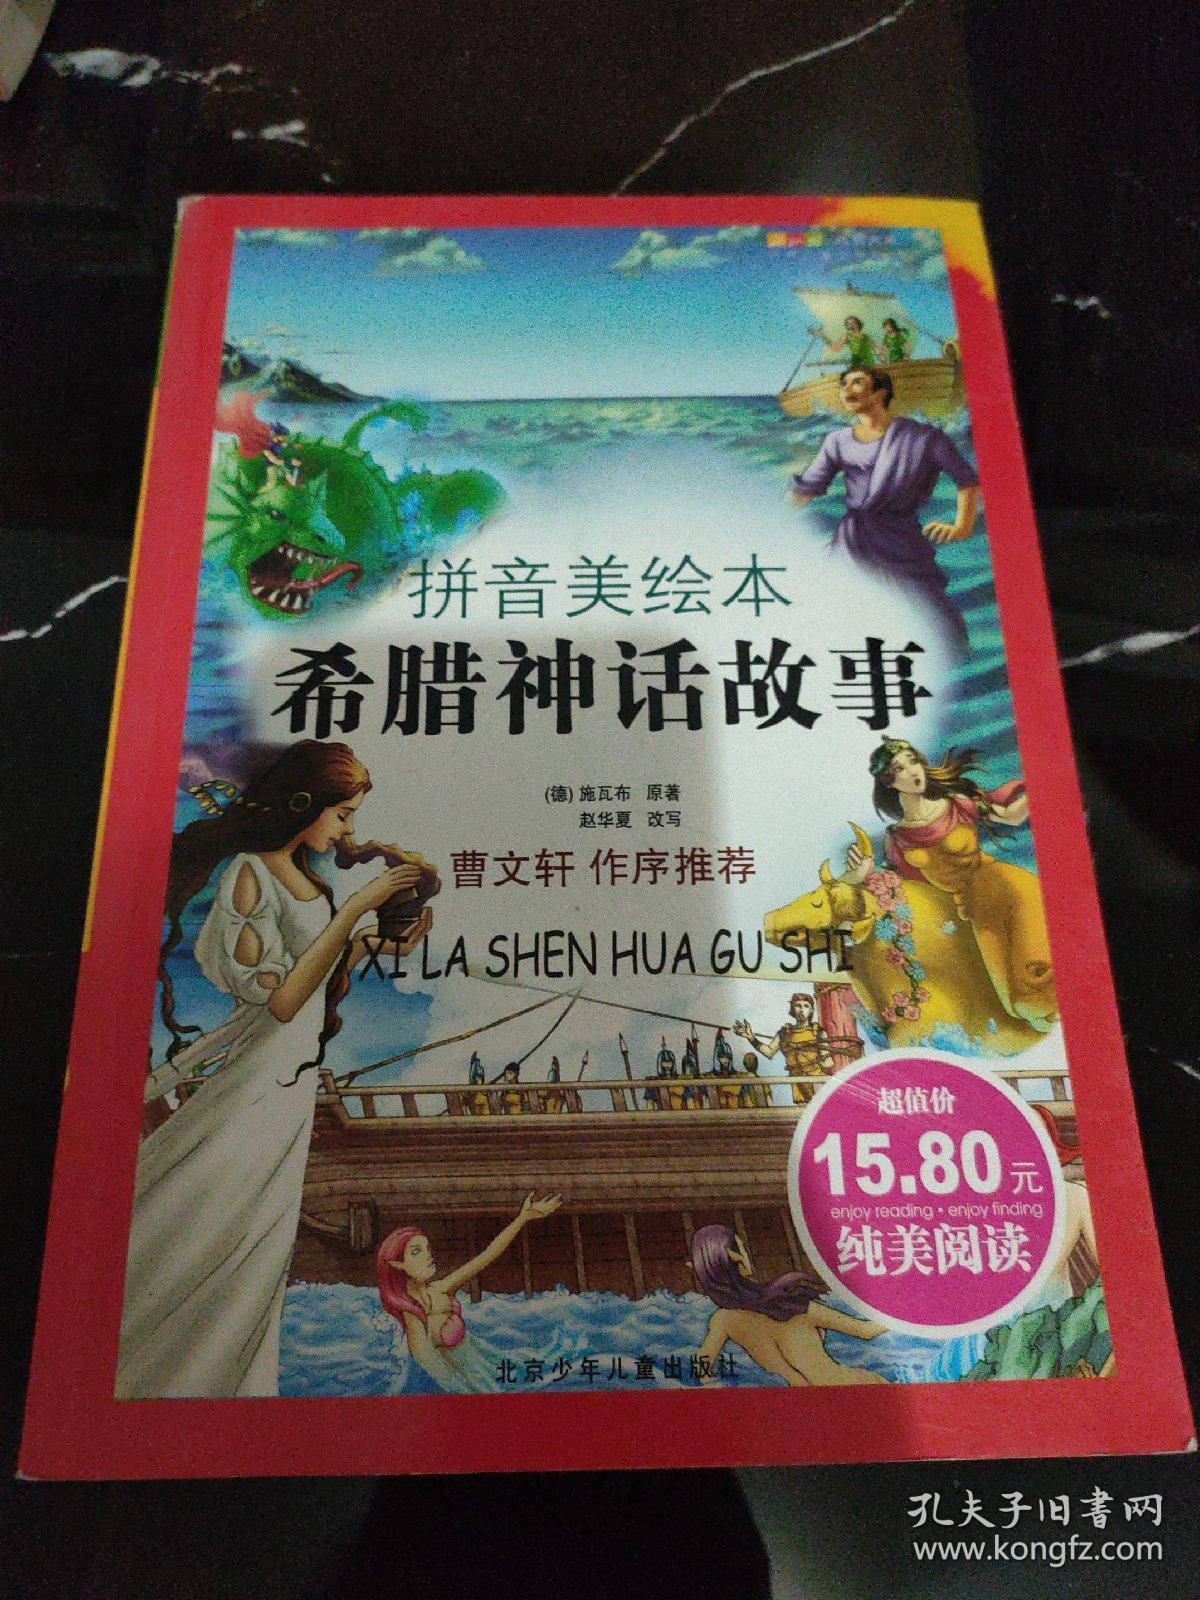 拼音美绘本
希腊神话故事
(德) 施瓦布 原著
赵华夏 改写
曹文轩 作序推荐
XI LA SHEN HUA GU SHI
超值价
15.80元
enjoy reading · enjoy finding
纯美阅读
北京少年儿童出版社
孔夫子旧书网
www.kongfz.com